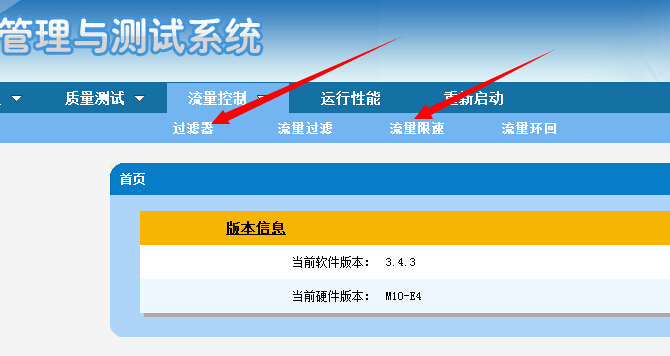 管理与测试系统
质量测试 流量控制 运行性能 重新启动
过滤器 流量过滤 流量限速 流量环回
首页
版本信息
当前软件版本： 3.4.3
当前硬件版本： M10-E4